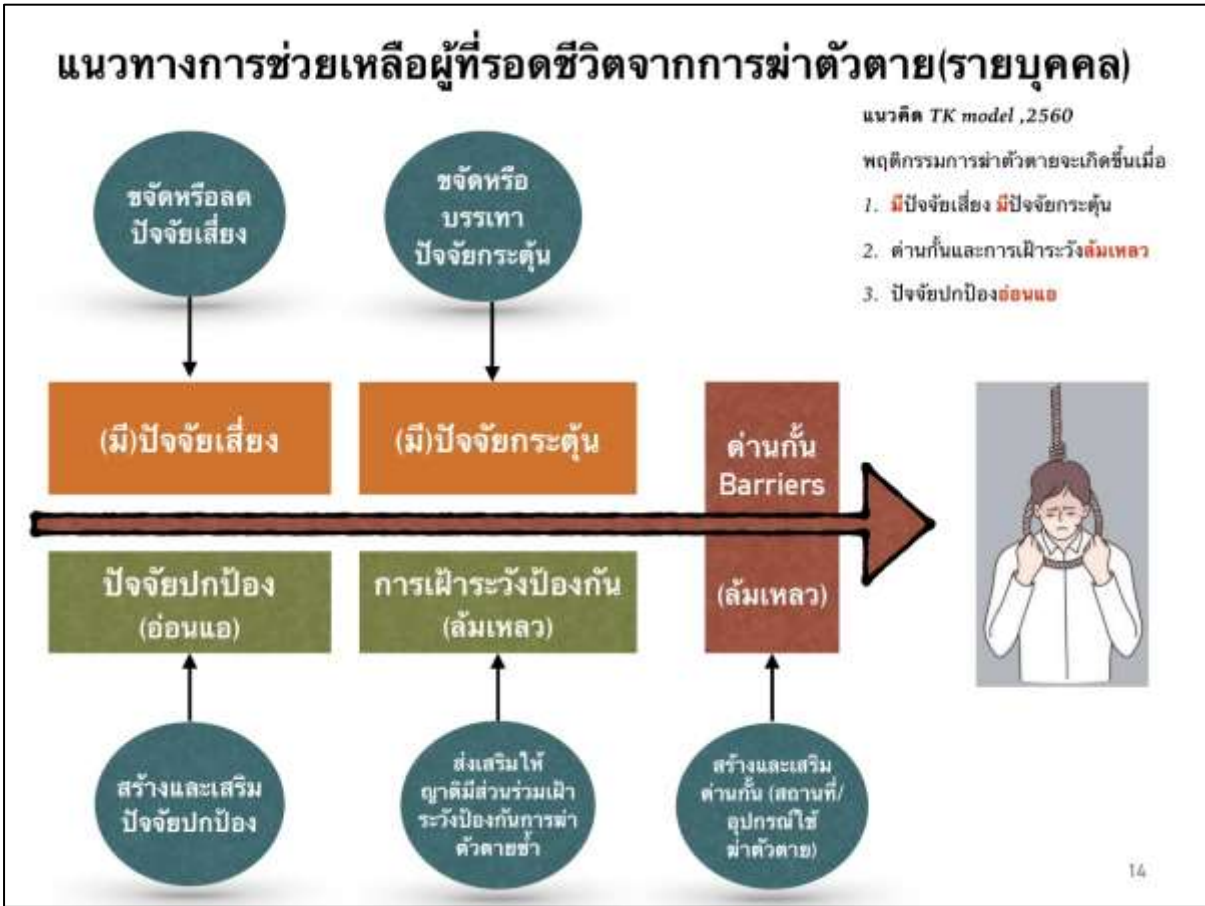 แนวทางการช่วยเหลือผู้ที่รอดชีวิตจากการฆ่าตัวตาย(รายบุคคล)
แนวคิด TK model ,2560
พฤติกรรมการฆ่าตัวตายจะเกิดขึ้นเมื่อ
1. มีปัจจัยเสี่ยง มีปัจจัยกระตุ้น
2. ด่านกั้นและการเฝ้าระวังล้มเหลว
3. ปัจจัยปกป้องอ่อนแอ
ขจัดหรือลด
ปัจจัยเสี่ยง
ขจัดหรือ
บรรเทา
ปัจจัยกระตุ้น
(มี)ปัจจัยเสี่ยง
(มี)ปัจจัยกระตุ้น
ด่านกั้น
Barriers
ปัจจัยปกป้อง
(อ่อนแอ)
การเฝ้าระวังป้องกัน
(ล้มเหลว)
(ล้มเหลว)
สร้างและเสริม
ปัจจัยปกป้อง
ส่งเสริมให้
ญาติมีส่วนร่วมเฝ้า
ระวังป้องกันการฆ่า
ตัวตายซ้ำ
สร้างและเสริม
ด่านกั้น (สถานที่/
อุปกรณ์ใช้
ฆ่าตัวตาย)
14